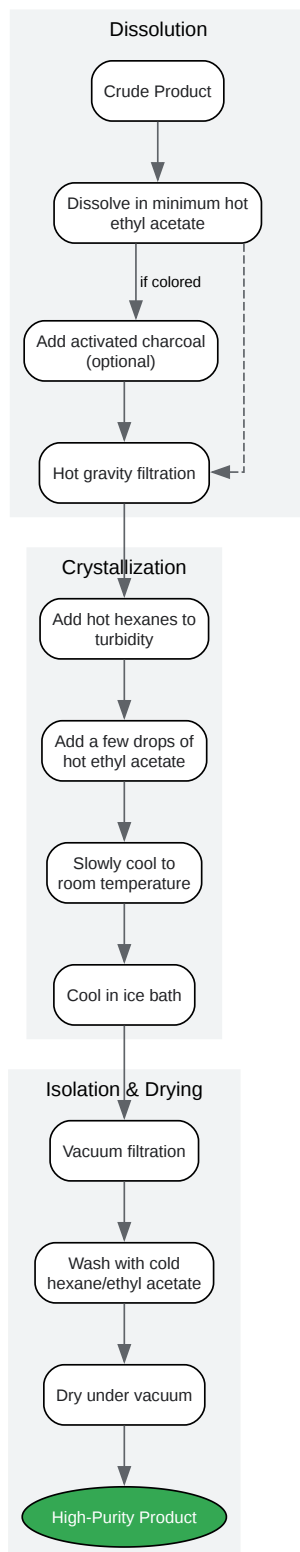 Dissolution
Crude Product
Dissolve in minimum hot
ethyl acetate
if colored
Add activated charcoal
(optional)
Hot gravity filtration
Crystallization
Add hot hexanes to
turbidity
Add a few drops of
hot ethyl acetate
Slowly cool to
room temperature
Cool in ice bath
Isolation & Drying
Vacuum filtration
Wash with cold
hexane/ethyl acetate
Dry under vacuum
High-Purity Product